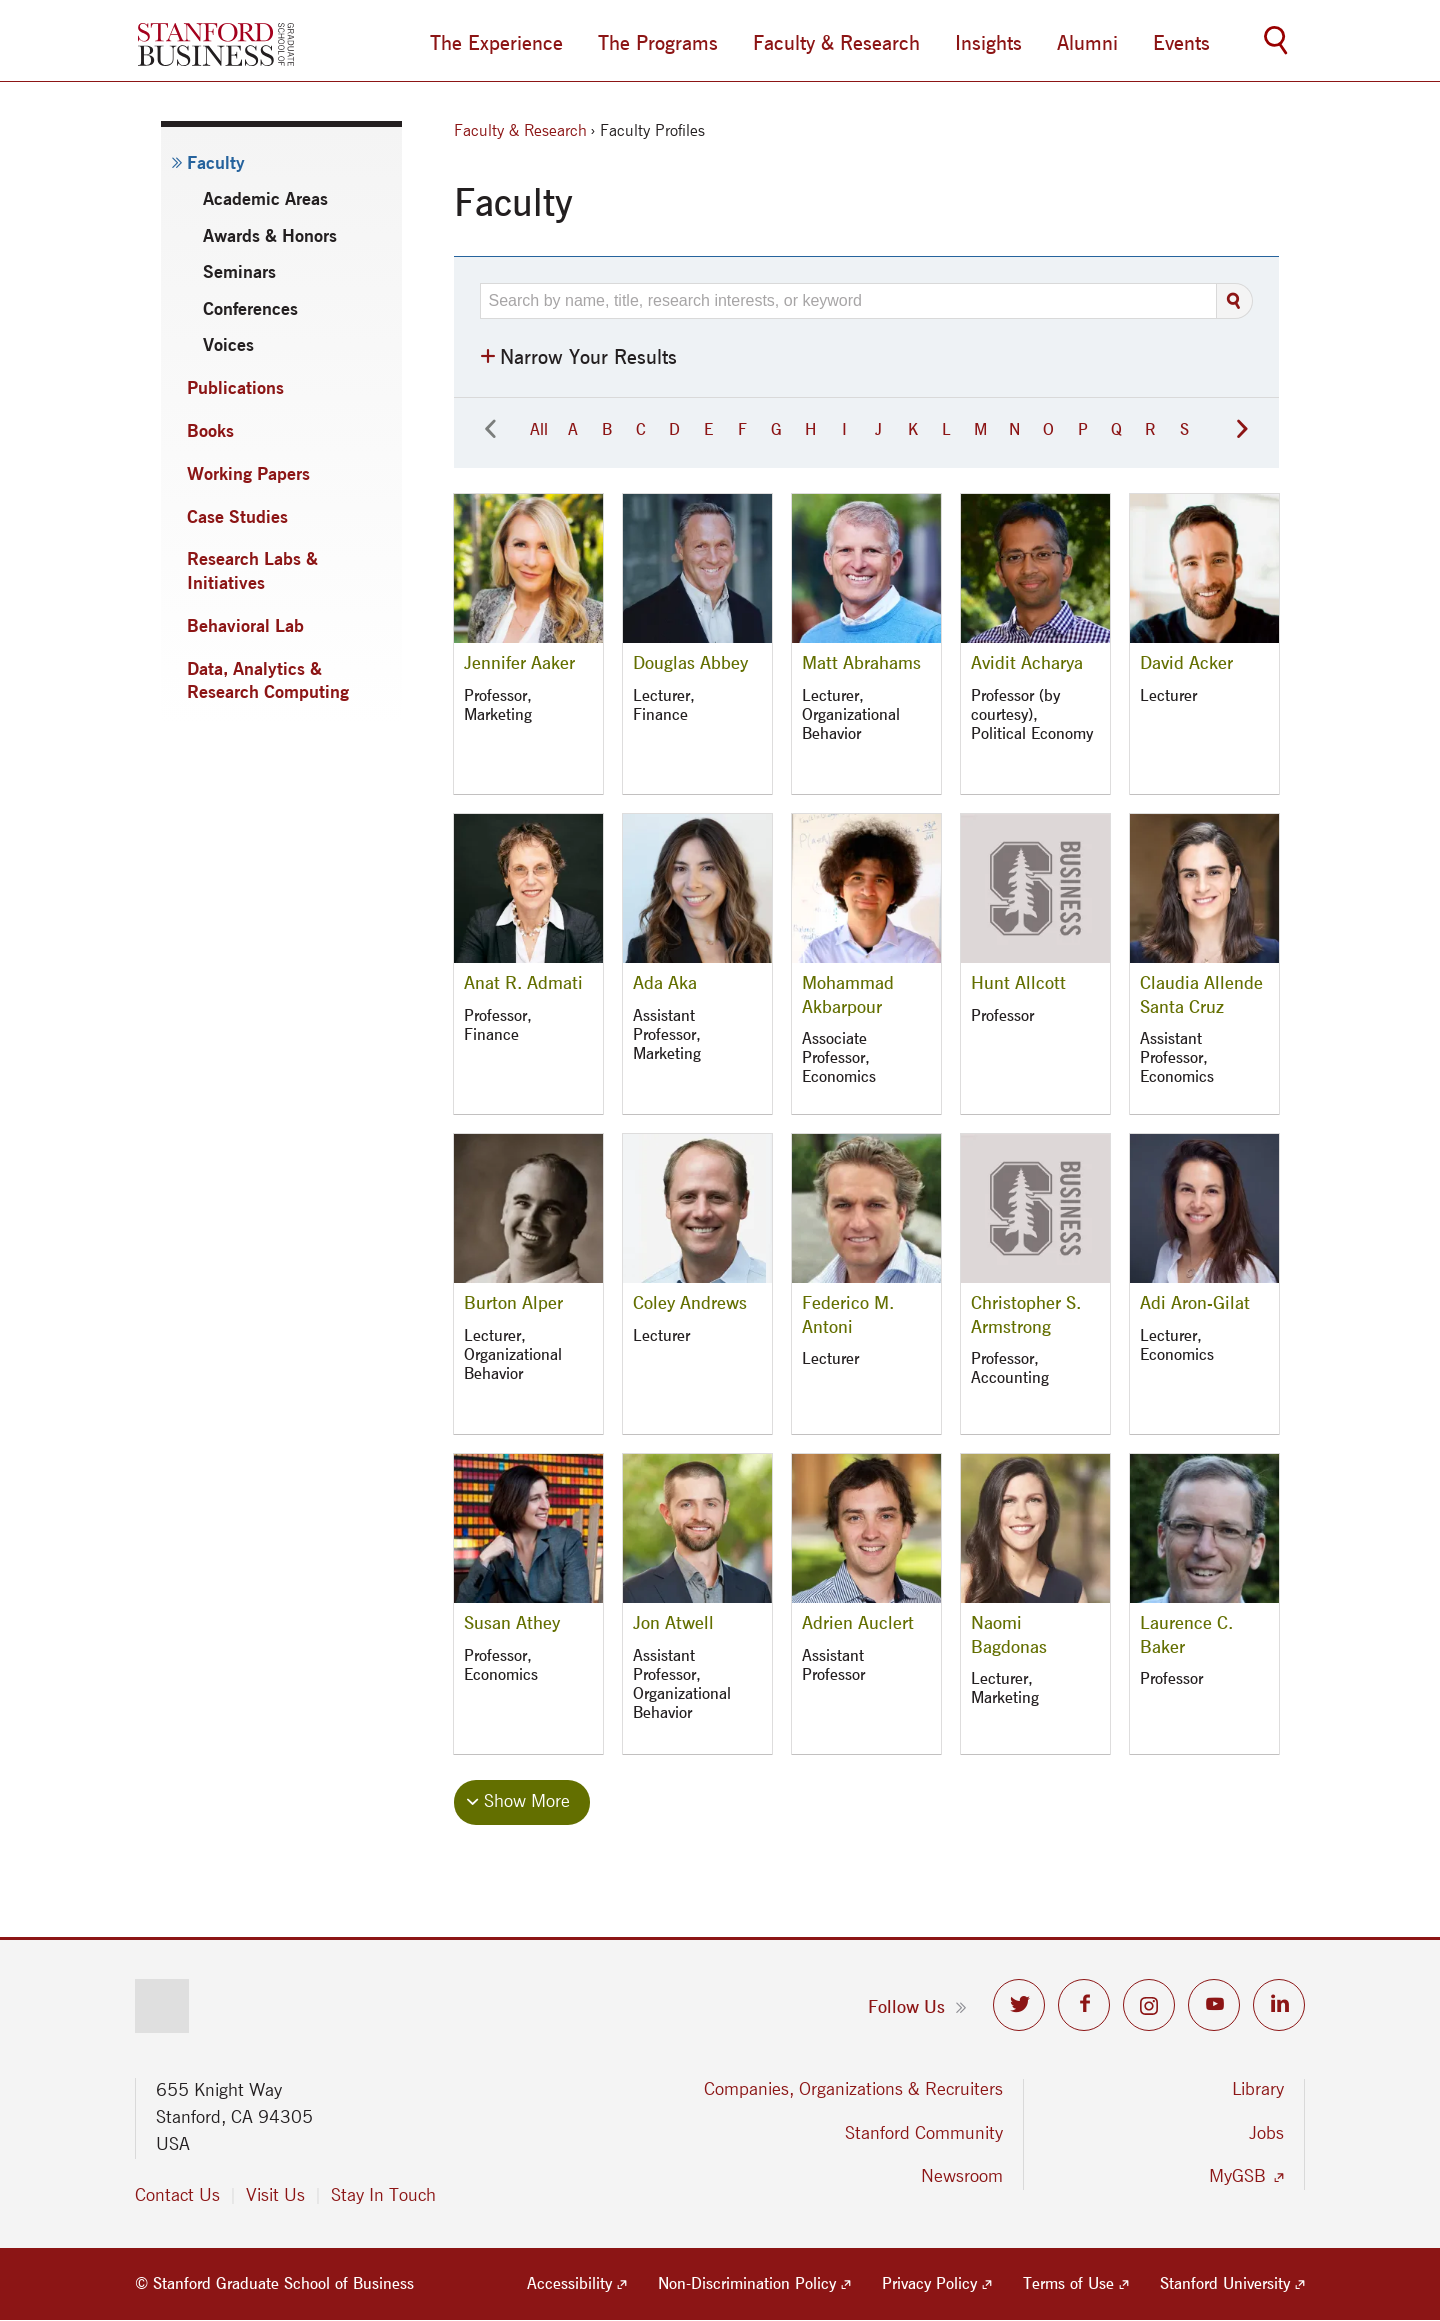 STANFORD
BUSINESS
GRADUATE
SCHOOL OF
The Experience
The Programs
Faculty & Research
Insights
Alumni
Events
Faculty
Academic Areas
Awards & Honors
Seminars
Conferences
Voices
Publications
Books
Working Papers
Case Studies
Research Labs &
Initiatives
Behavioral Lab
Data, Analytics &
Research Computing
Faculty & Research › Faculty Profiles
Faculty
Search by name, title, research interests, or keyword
Narrow Your Results
All A B C D E F G H I J K L M N O P Q R S
Jennifer Aaker
Professor,
Marketing
Douglas Abbey
Lecturer,
Finance
Matt Abrahams
Lecturer,
Organizational
Behavior
Avidit Acharya
Professor (by
courtesy),
Political Economy
David Acker
Lecturer
Anat R. Admati
Professor,
Finance
Ada Aka
Assistant
Professor,
Marketing
Mohammad
Akbarpour
Associate
Professor,
Economics
BUSINESS
Hunt Allcott
Professor
Claudia Allende
Santa Cruz
Assistant
Professor,
Economics
Burton Alper
Lecturer,
Organizational
Behavior
Coley Andrews
Lecturer
Federico M.
Antoni
Lecturer
BUSINESS
Christopher S.
Armstrong
Professor,
Accounting
Adi Aron-Gilat
Lecturer,
Economics
Susan Athey
Professor,
Economics
Jon Atwell
Assistant
Professor,
Organizational
Behavior
Adrien Auclert
Assistant
Professor
Naomi
Bagdonas
Lecturer,
Marketing
Laurence C.
Baker
Professor
Show More
Follow Us
655 Knight Way
Stanford, CA 94305
USA
Contact Us
Visit Us
Stay In Touch
Companies, Organizations & Recruiters
Stanford Community
Newsroom
Library
Jobs
MyGSB
© Stanford Graduate School of Business
Accessibility
Non-Discrimination Policy
Privacy Policy
Terms of Use
Stanford University